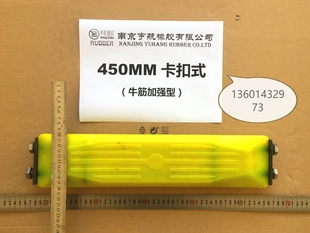 RUBBER
南京宇航橡胶有限公司
NANJING YUHANG RUBBER CO.,LTD
450MM 卡扣式
(牛筋加强型)
136014329
73